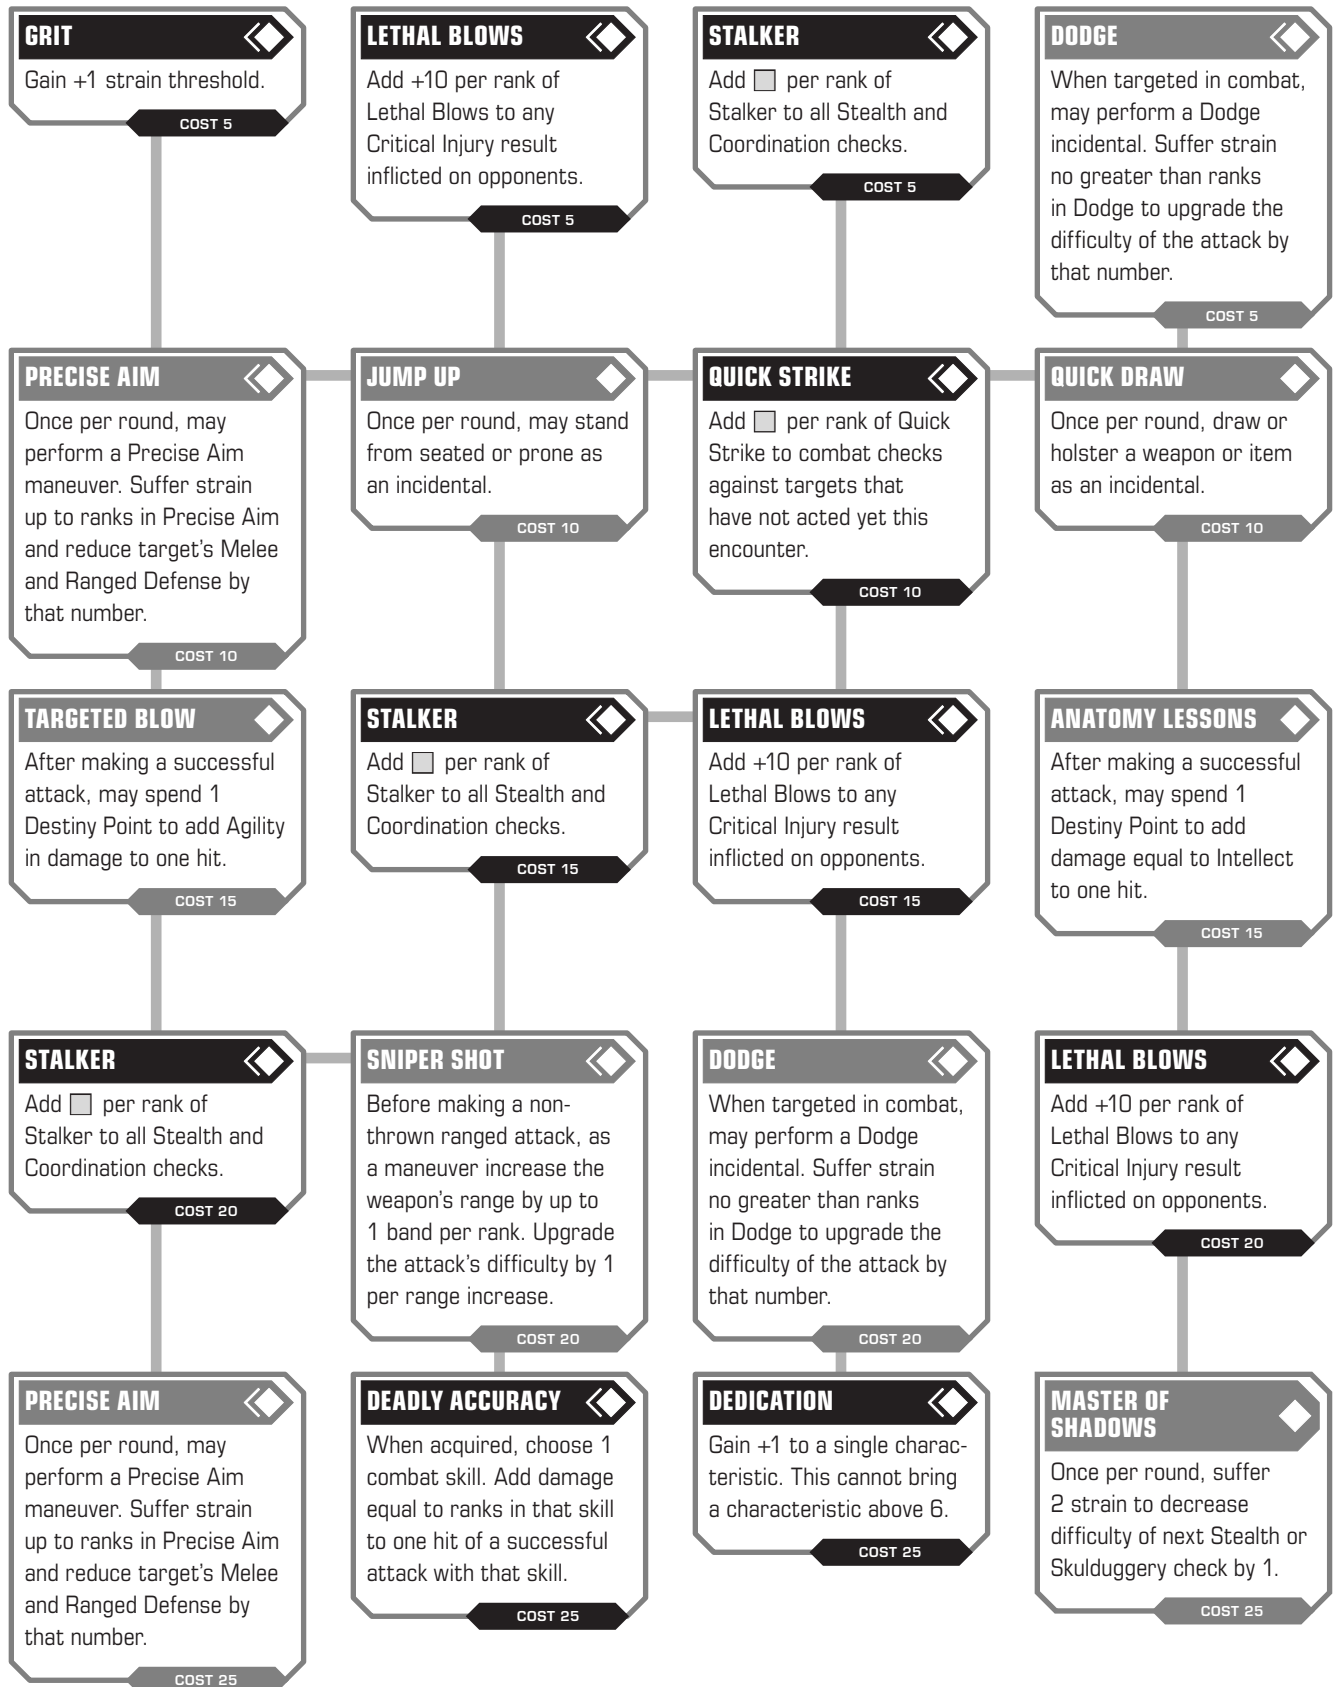 GRIT
Gain +1 strain threshold.
COST 5
LETHAL BLOWS
Add +10 per rank of
Lethal Blows to any
Critical Injury result
inflicted on opponents.
COST 5
STALKER
Add per rank of
Stalker to all Stealth and
Coordination checks.
COST 5
DODGE
When targeted in combat,
may perform a Dodge
incidental. Suffer strain
no greater than ranks
in Dodge to upgrade the
difficulty of the attack by
that number.
COST 5
PRECISE AIM
Once per round, may
perform a Precise Aim
maneuver. Suffer strain
up to ranks in Precise Aim
and reduce target's Melee
and Ranged Defense by
that number.
COST 10
JUMP UP
Once per round, may stand
from seated or prone as
an incidental.
COST 10
QUICK STRIKE
Add per rank of Quick
Strike to combat checks
against targets that
have not acted yet this
encounter.
COST 10
QUICK DRAW
Once per round, draw or
holster a weapon or item
as an incidental.
COST 10
TARGETED BLOW
After making a successful
attack, may spend 1
Destiny Point to add Agility
in damage to one hit.
COST 15
STALKER
Add per rank of
Stalker to all Stealth and
Coordination checks.
COST 15
LETHAL BLOWS
Add +10 per rank of
Lethal Blows to any
Critical Injury result
inflicted on opponents.
COST 15
ANATOMY LESSONS
After making a successful
attack, may spend 1
Destiny Point to add
damage equal to Intellect
to one hit.
COST 15
STALKER
Add per rank of
Stalker to all Stealth and
Coordination checks.
COST 20
SNIPER SHOT
Before making a non-
thrown ranged attack, as
a maneuver increase the
weapon's range by up to
1 band per rank. Upgrade
the attack's difficulty by 1
per range increase.
COST 20
DODGE
When targeted in combat,
may perform a Dodge
incidental. Suffer strain
no greater than ranks
in Dodge to upgrade the
difficulty of the attack by
that number.
COST 20
LETHAL BLOWS
Add +10 per rank of
Lethal Blows to any
Critical Injury result
inflicted on opponents.
COST 20
PRECISE AIM
Once per round, may
perform a Precise Aim
maneuver. Suffer strain
up to ranks in Precise Aim
and reduce target's Melee
and Ranged Defense by
that number.
COST 25
DEADLY ACCURACY
When acquired, choose 1
combat skill. Add damage
equal to ranks in that skill
to one hit of a successful
attack with that skill.
COST 25
DEDICATION
Gain +1 to a single charac-
teristic. This cannot bring
a characteristic above 6.
COST 25
MASTER OF
SHADOWS
Once per round, suffer
2 strain to decrease
difficulty of next Stealth or
Skulduggery check by 1.
COST 25